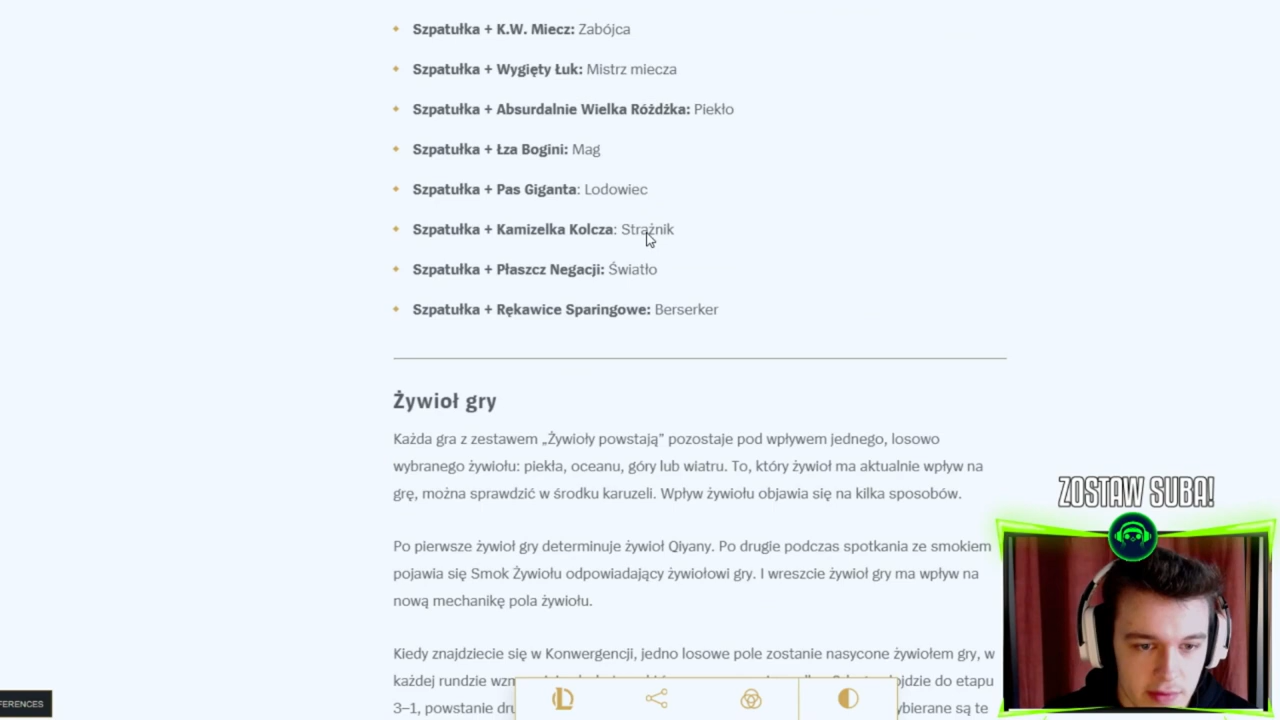 Szpatułka + K.W. Miecz: Zabójca
Szpatułka + Wygięty Łuk: Mistrz miecza
Szpatułka + Absurdalnie Wielka Różdżka: Piekło
Szpatułka + Łza Bogini: Mag
Szpatułka + Pas Giganta: Lodowiec
Szpatułka + Kamizelka Kolcza: Strażnik
Szpatułka + Płaszcz Negacji: Światło
Szpatułka + Rękawice Sparingowe: Berserker
Żywioł gry
Każda gra z zestawem „Żywioły powstają” pozostaje pod wpływem jednego, losowo
wybranego żywiołu: piekła, oceanu, góry lub wiatru. To, który żywioł ma aktualnie wpływ na
grę, można sprawdzić w środku karuzeli. Wpływ żywiołu objawia się na kilka sposobów.
Po pierwsze żywioł gry determinuje żywioł Qiyany. Po drugie podczas spotkania ze smokiem
pojawia się Smok Żywiołu odpowiadający żywiołowi gry. I wreszcie żywioł gry ma wpływ na
nową mechanikę pola żywiołu.
Kiedy znajdziecie się w Konwergencji, jedno losowe pole zostanie nasycone żywiołem gry, w
każdej rundzie do etapu
3–1, powstanie są te
FERENCES
ZOSTAW SUBA!